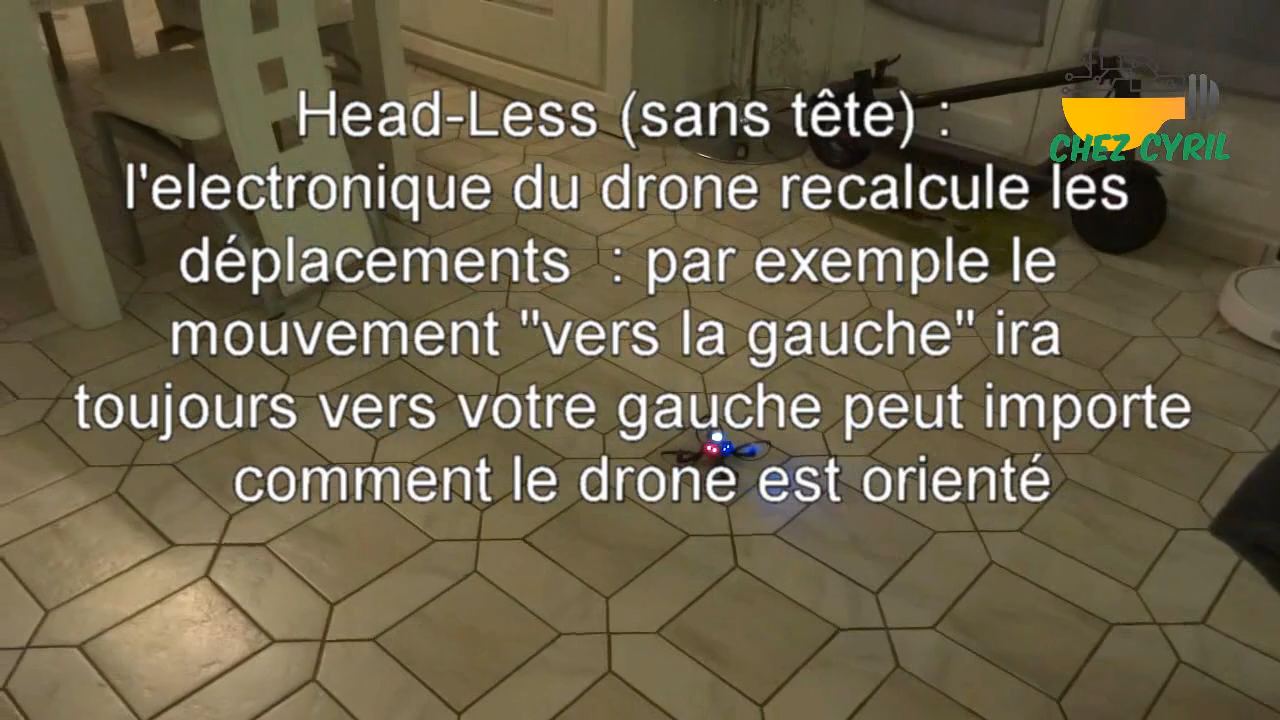 Head-Less (sans tête) :
l'electronique du drone recalcule les
déplacements : par exemple le
mouvement "vers la gauche" ira
toujours vers votre gauche peut importe
comment le drone est orienté
CHEZ CYRIL